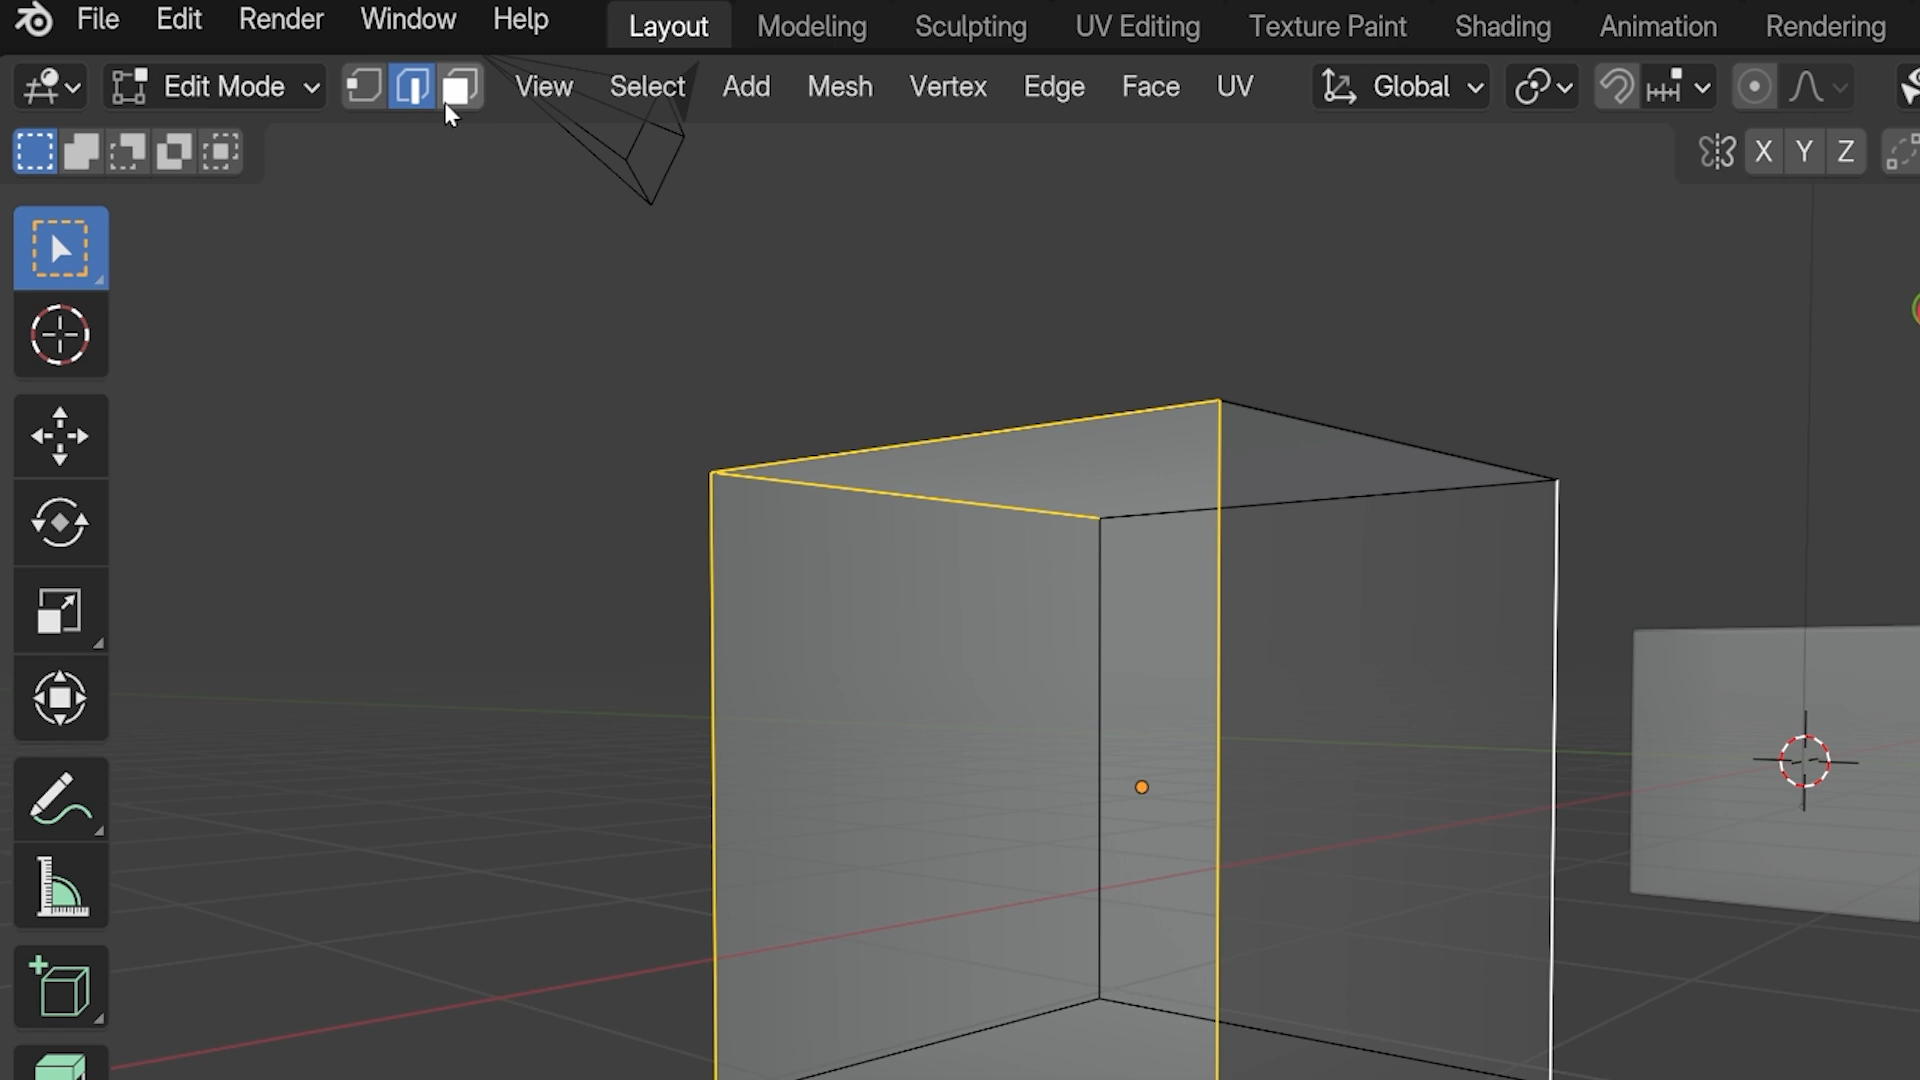 File Edit Render Window Help Layout Modeling Sculpting UV Editing Texture Paint Shading Animation Rendering
Edit Mode View Select Add Mesh Vertex Edge Face UV Global
X Y Z